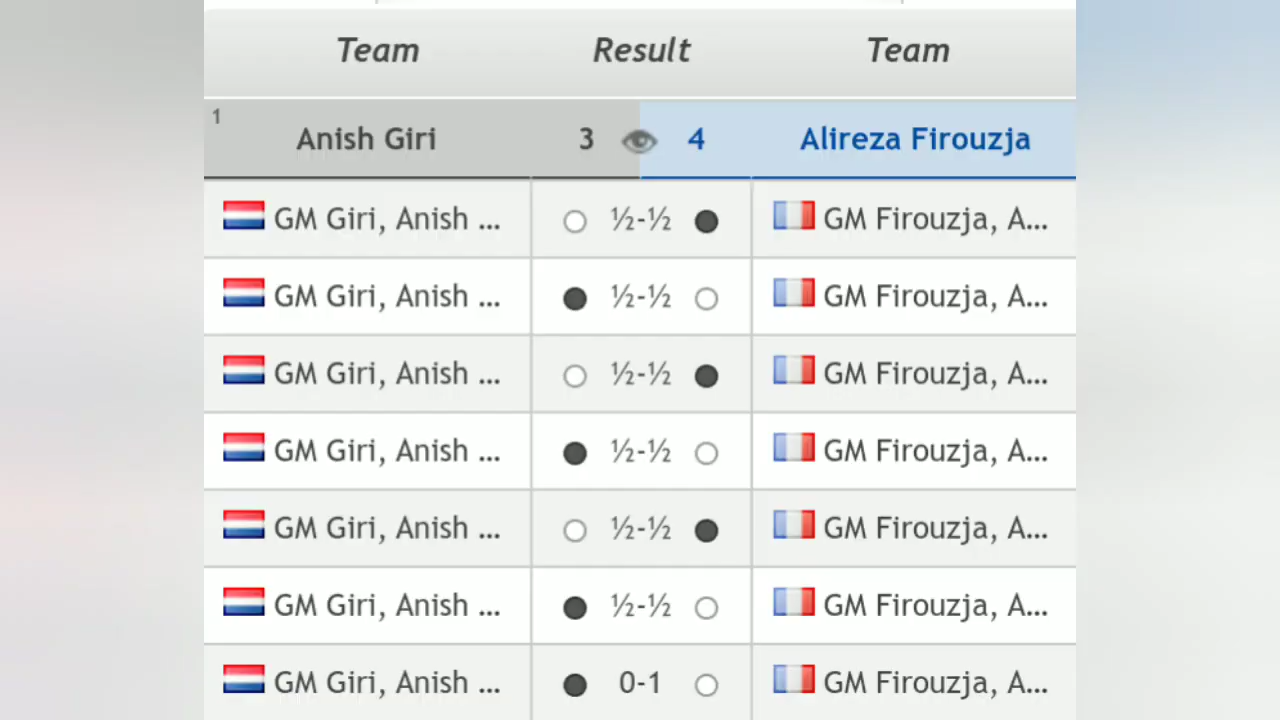 Team Result Team
1 Anish Giri 3 4 Alireza Firouzja
GM Giri, Anish ... ½-½ GM Firouzja, A...
GM Giri, Anish ... ½-½ GM Firouzja, A...
GM Giri, Anish ... ½-½ GM Firouzja, A...
GM Giri, Anish ... ½-½ GM Firouzja, A...
GM Giri, Anish ... ½-½ GM Firouzja, A...
GM Giri, Anish ... ½-½ GM Firouzja, A...
GM Giri, Anish ... 0-1 GM Firouzja, A...